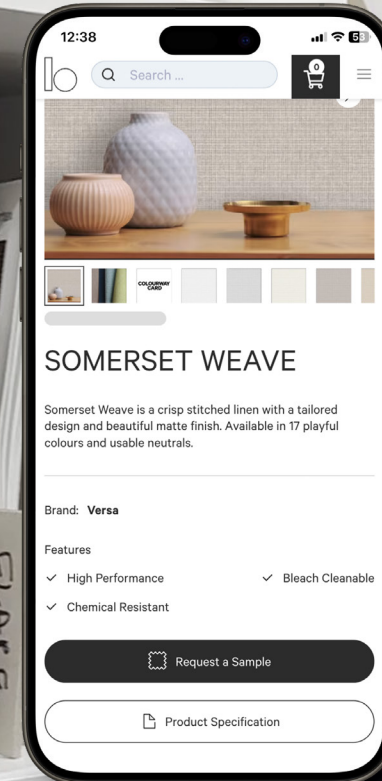 12:38
53
lo
Search ...
0
COLOURWAY
CARD
SOMERSET WEAVE
Somerset Weave is a crisp stitched linen with a tailored
design and beautiful matte finish. Available in 17 playful
colours and usable neutrals.
Brand: Versa
Features
High Performance
Bleach Cleanable
Chemical Resistant
Request a Sample
Product Specification